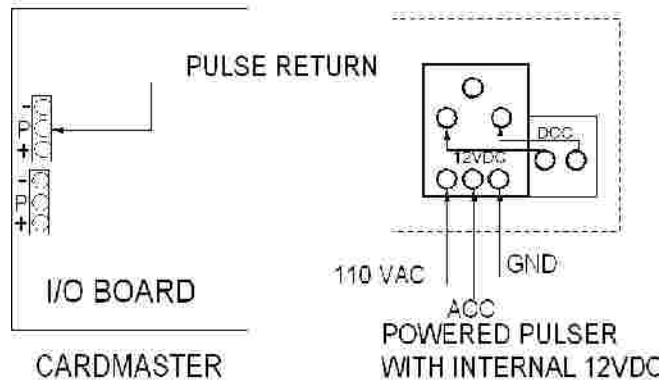 PULSE RETURN
-
P
+
-
P
+
DCC
12VDC
110 VAC
GND
ACC
I/O BOARD
POWERED PULSER
WITH INTERNAL 12VDC
CARDMASTER